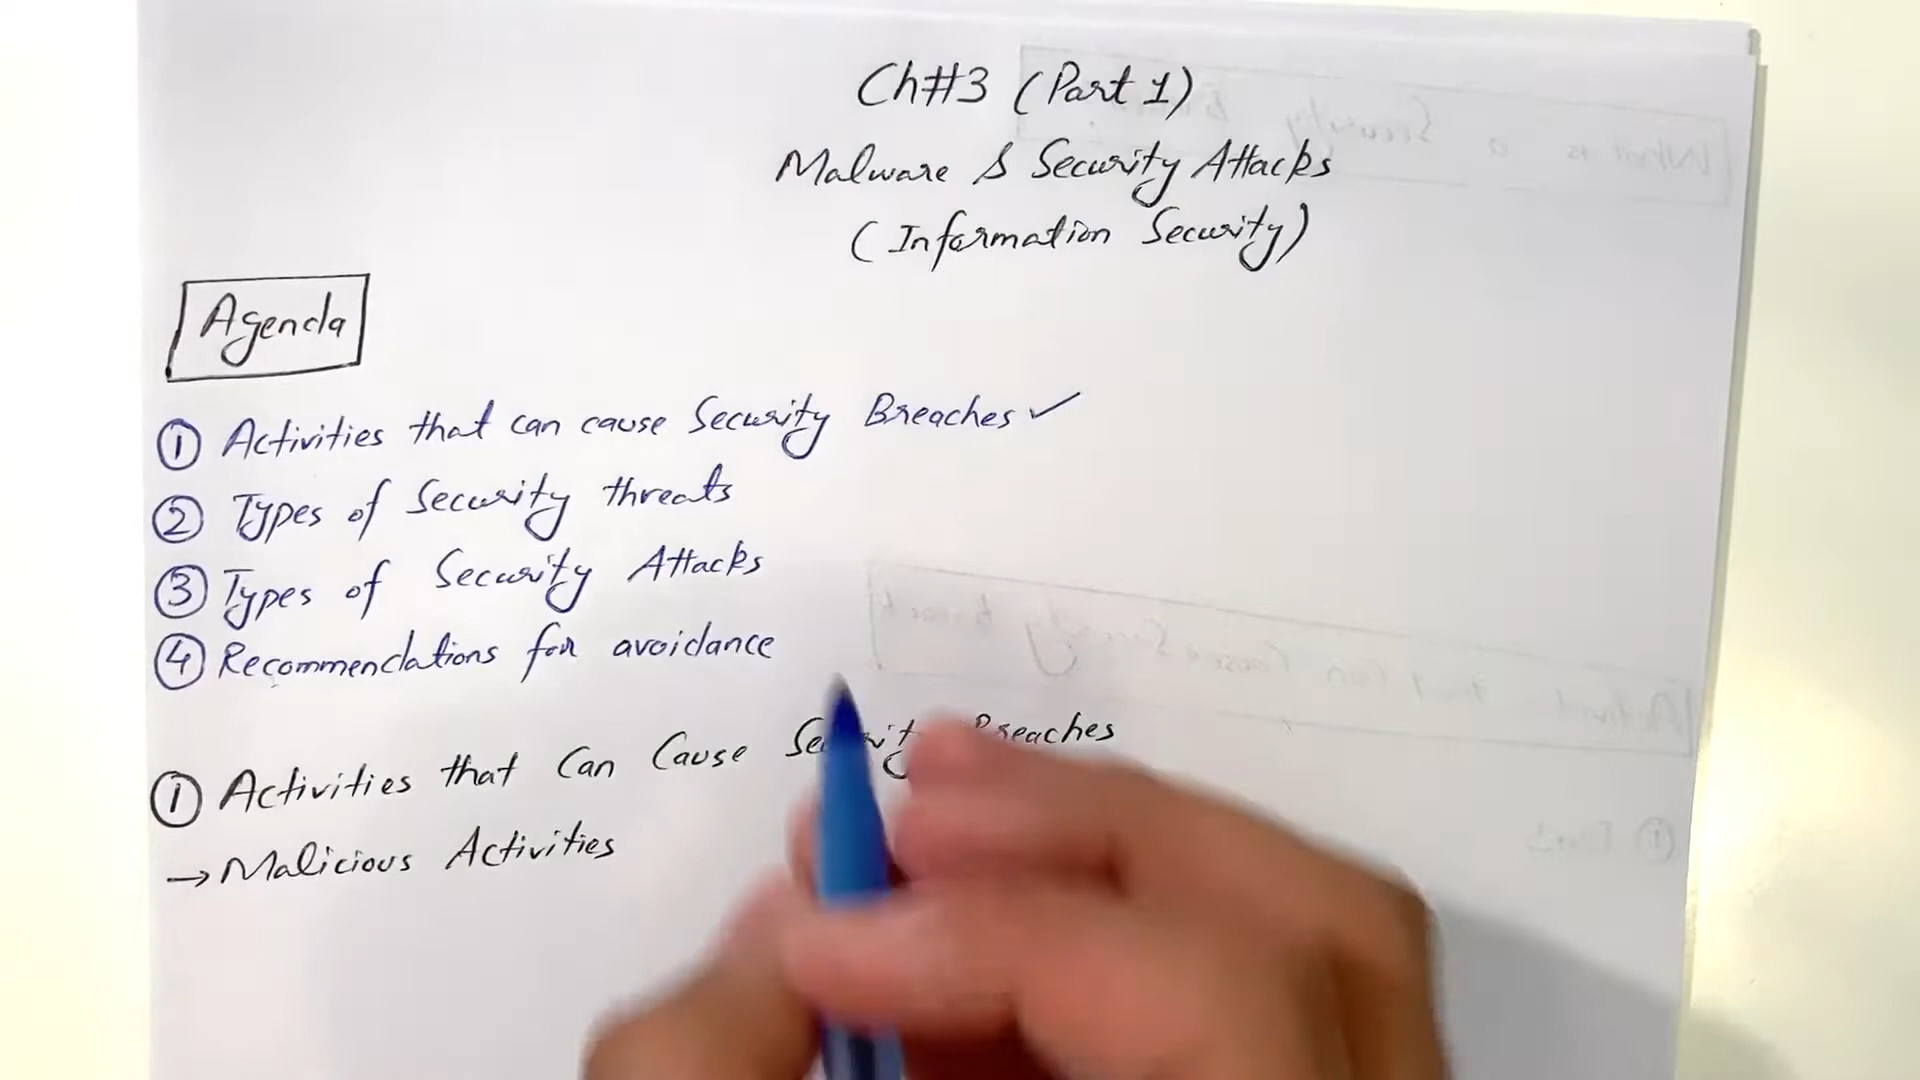 Ch#3 (Part 1)
Malware & Security Attacks
(Information Security)
Agenda
① Activities that can cause Security Breaches ✓
② Types of Security threats
③ Types of Security Attacks
④ Recommendations for avoidance
① Activities that Can Cause Security Breaches
→ Malicious Activities